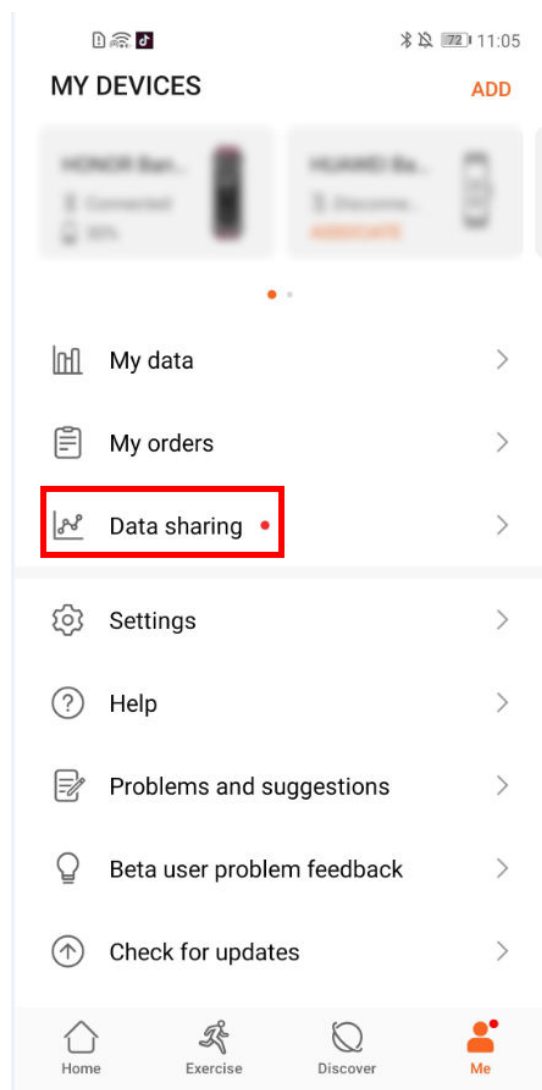 72 11:05
MY DEVICES
ADD
My data
My orders
Data sharing
Settings
Help
Problems and suggestions
Beta user problem feedback
Check for updates
Home Exercise Discover Me